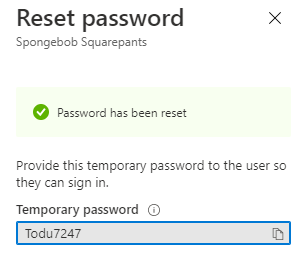 Reset password
Spongebob Squarepants
Password has been reset
Provide this temporary password to the user so
they can sign in.
Temporary password
Todu7247